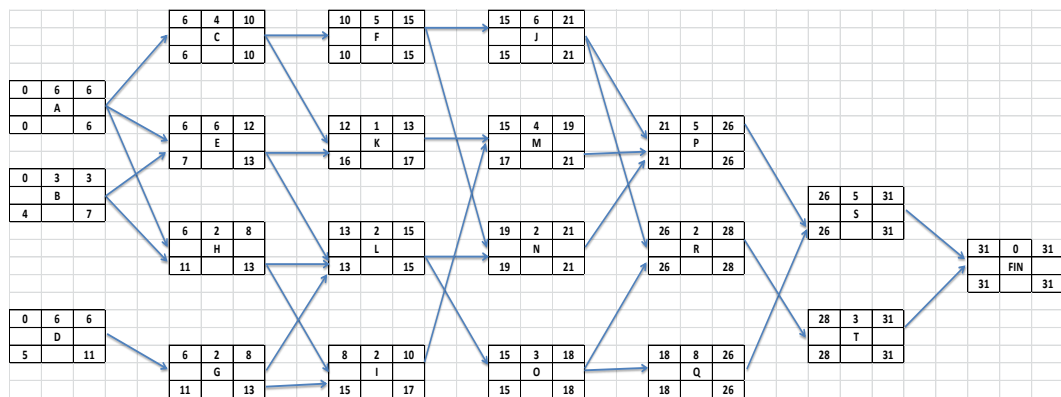 6 4 10
C
6 10
10 5 15
F
10 15
15 6 21
J
15 21
0 6 6
A
0 6
6 6 12
E
7 13
12 1 13
K
16 17
15 4 19
M
17 21
21 5 26
P
21 26
0 3 3
B
4 7
26 5 31
S
26 31
6 2 8
H
11 13
13 2 15
L
13 15
19 2 21
N
19 21
26 2 28
R
26 28
31 0 31
FIN
31 31
0 6 6
D
5 11
28 3 31
T
28 31
6 2 8
G
11 13
8 2 10
I
15 17
15 3 18
O
15 18
18 8 26
Q
18 26